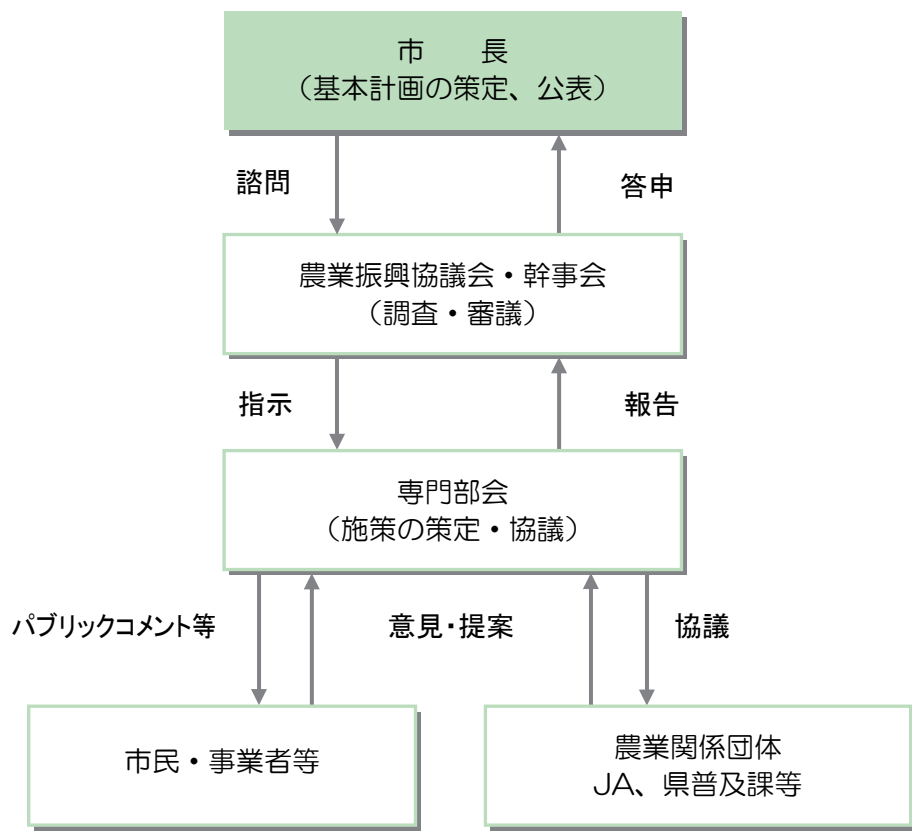 市　　長
（基本計画の策定、公表）
諮問
答申
農業振興協議会・幹事会
（調査・審議）
指示
報告
専門部会
（施策の策定・協議）
パブリックコメント等
意見・提案
協議
市民・事業者等
農業関係団体
JA、県普及課等